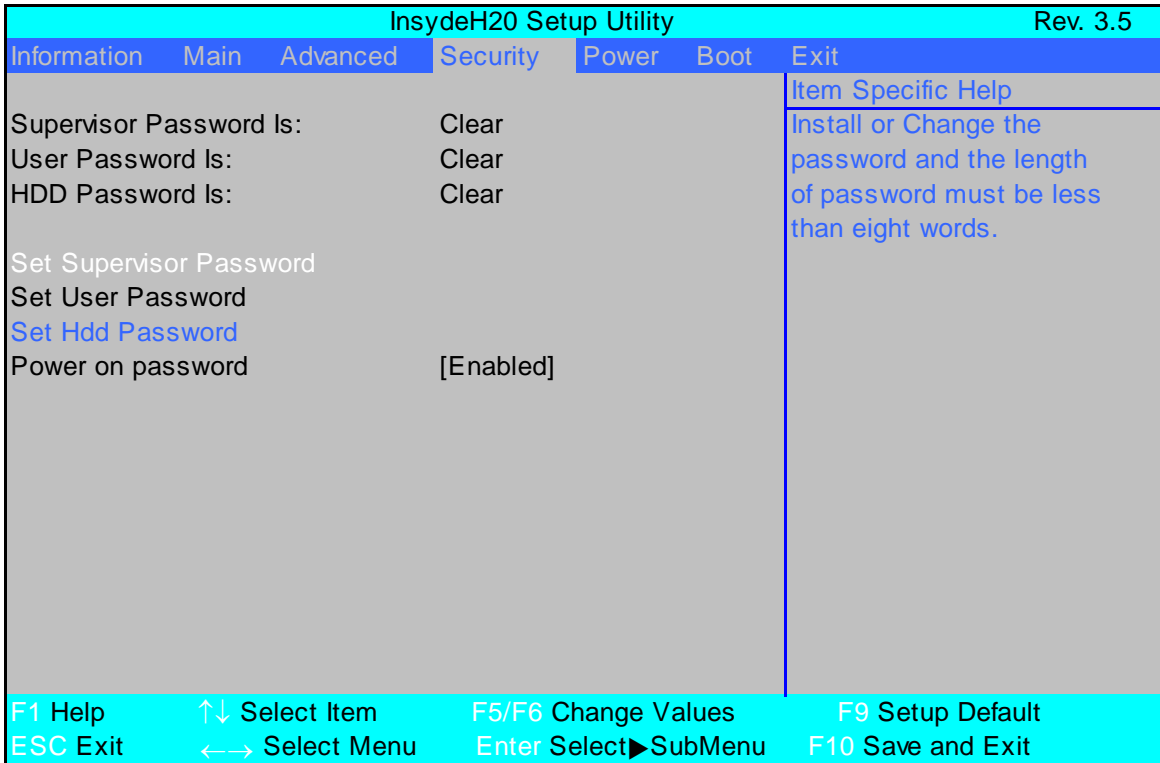 InsydeH20 Setup Utility Rev. 3.5
Information Main Advanced Security Power Boot Exit
Item Specific Help
Supervisor Password Is: Clear
User Password Is: Clear
HDD Password Is: Clear
Install or Change the
password and the length
of password must be less
than eight words.
Set Supervisor Password
Set User Password
Set Hdd Password
Power on password [Enabled]
F1 Help ↑↓ Select Item F5/F6 Change Values F9 Setup Default
ESC Exit ←→ Select Menu Enter Select▶SubMenu F10 Save and Exit